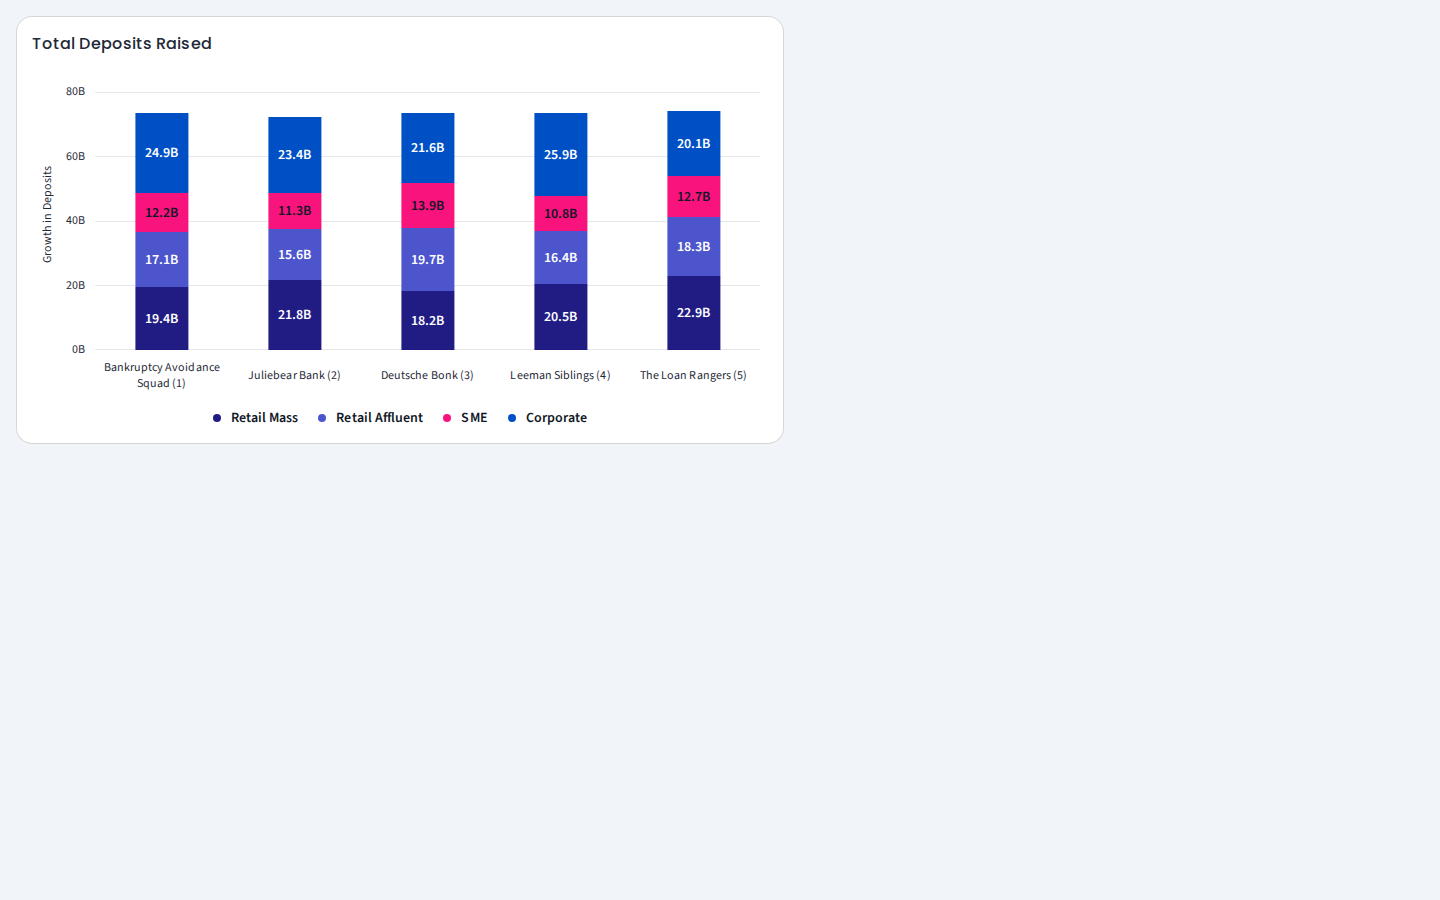 Total Deposits Raised
Growth in Deposits
80B
60B
40B
20B
0B
24.9B
12.2B
17.1B
19.4B
23.4B
11.3B
15.6B
21.8B
21.6B
13.9B
19.7B
18.2B
25.9B
10.8B
16.4B
20.5B
20.1B
12.7B
18.3B
22.9B
Bankruptcy Avoidance
Squad (1)
Juliebear Bank (2)
Deutsche Bonk (3)
Leeman Siblings (4)
The Loan Rangers (5)
Retail Mass
Retail Affluent
SME
Corporate